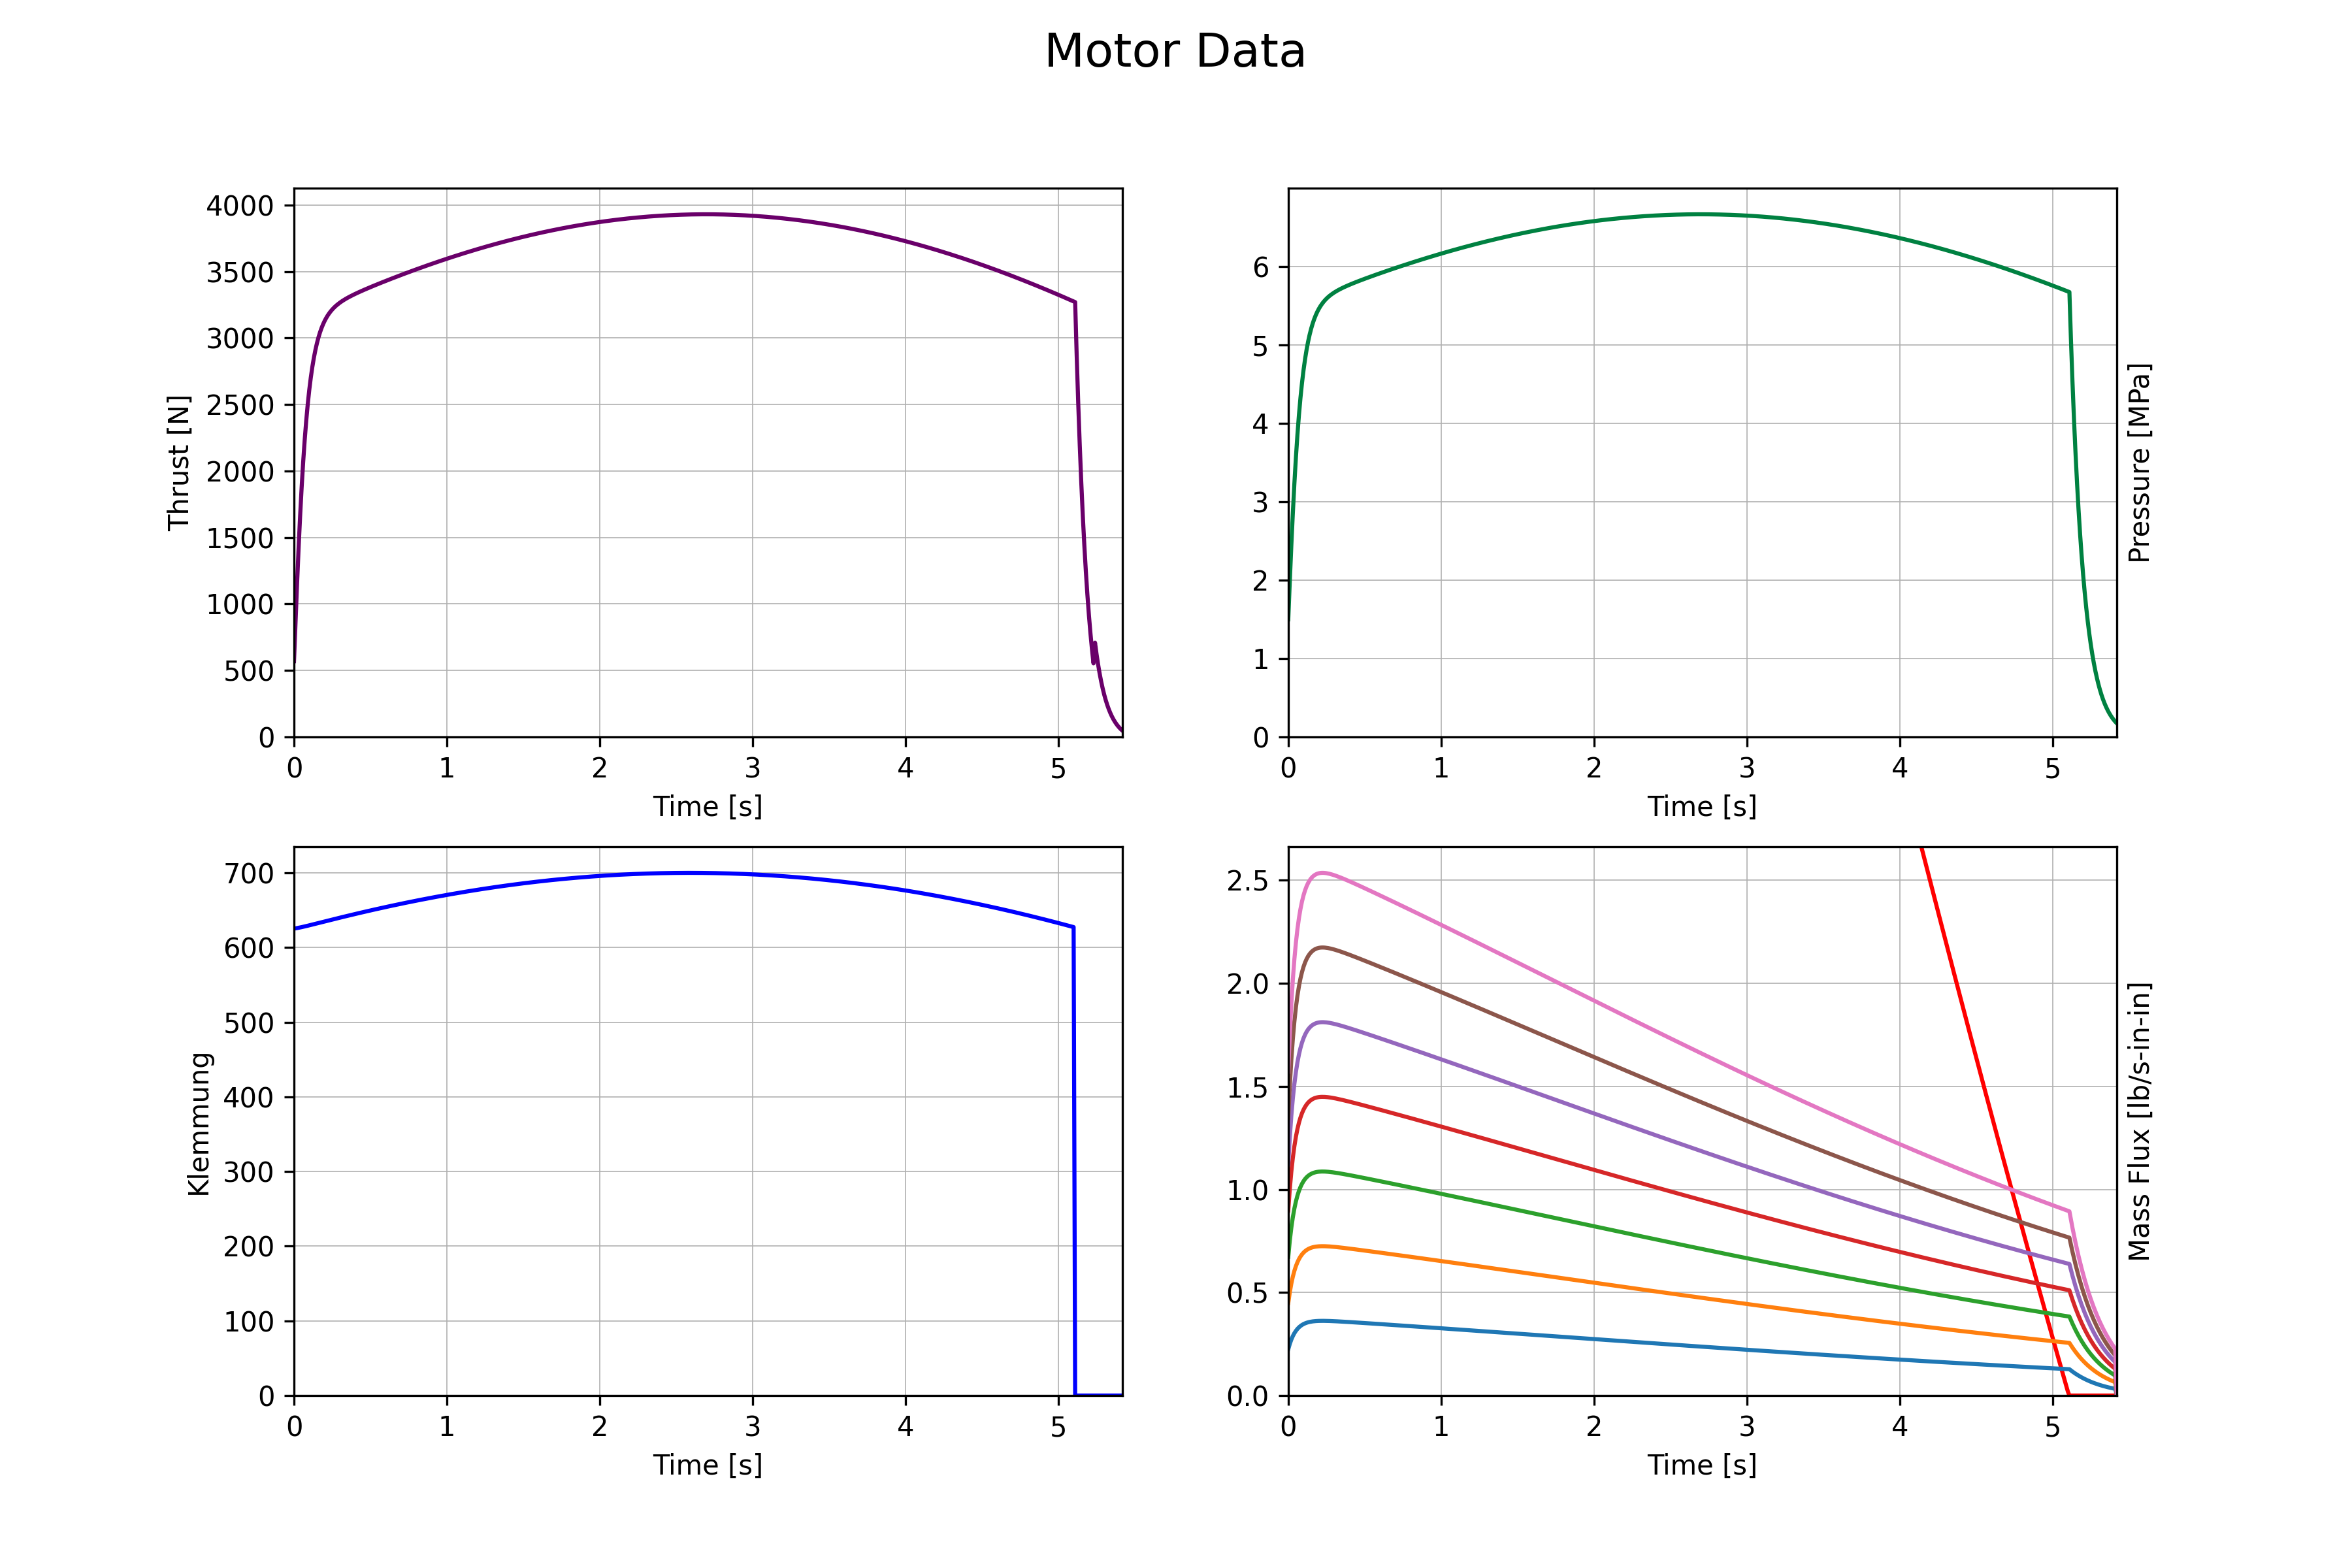 Motor Data
4000
3500
3000
2500
2000
1500
1000
500
0
Thrust [N]
0 1 2 3 4 5
Time [s]
6
5
4
3
2
1
0
Pressure [MPa]
0 1 2 3 4 5
Time [s]
700
600
500
400
300
200
100
0
Klemmung
0 1 2 3 4 5
Time [s]
2.5
2.0
1.5
1.0
0.5
0.0
Mass Flux [lb/s-in-in]
0 1 2 3 4 5
Time [s]